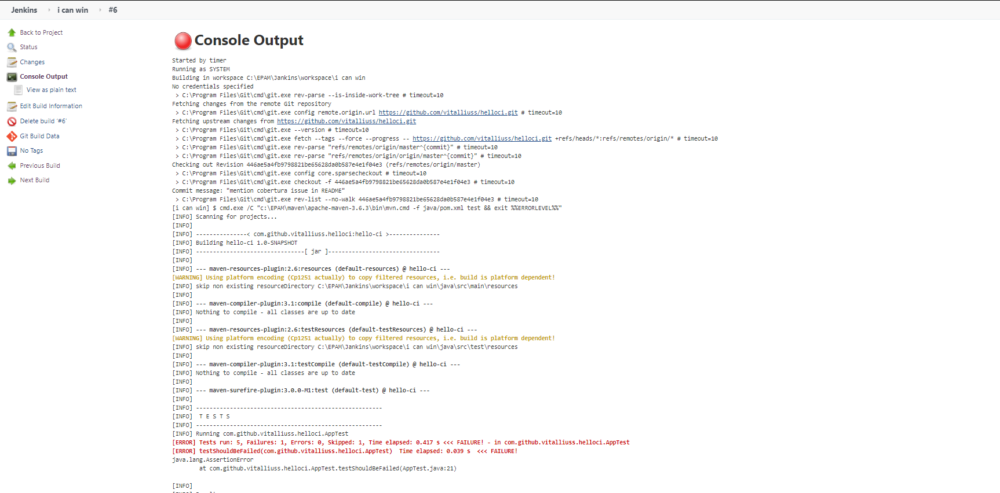 Jenkins › i can win › #6
Back to Project
Status
Changes
Console Output
View as plain text
Edit Build Information
Delete build ‘#6’
Git Build Data
No Tags
Previous Build
Next Build
Console Output
Started by timer
Running as SYSTEM
Building in workspace C:\EPAM\Jankins\workspace\i can win
No credentials specified
 > C:\Program Files\Git\cmd\git.exe rev-parse --is-inside-work-tree # timeout=10
Fetching changes from the remote Git repository
 > C:\Program Files\Git\cmd\git.exe config remote.origin.url https://github.com/vitalliuss/helloci.git # timeout=10
Fetching upstream changes from https://github.com/vitalliuss/helloci.git
 > C:\Program Files\Git\cmd\git.exe --version # timeout=10
 > C:\Program Files\Git\cmd\git.exe fetch --tags --force --progress -- https://github.com/vitalliuss/helloci.git +refs/heads/*:refs/remotes/origin/* # timeout=10
 > C:\Program Files\Git\cmd\git.exe rev-parse "refs/remotes/origin/master^{commit}" # timeout=10
 > C:\Program Files\Git\cmd\git.exe rev-parse "refs/remotes/origin/origin/master^{commit}" # timeout=10
Checking out Revision 446ae5a4fb9798821be65628da0b587e4e1f04e3 (refs/remotes/origin/master)
 > C:\Program Files\Git\cmd\git.exe config core.sparsecheckout # timeout=10
 > C:\Program Files\Git\cmd\git.exe checkout -f 446ae5a4fb9798821be65628da0b587e4e1f04e3 # timeout=10
Commit message: "mention cobertura issue in README"
 > C:\Program Files\Git\cmd\git.exe rev-list --no-walk 446ae5a4fb9798821be65628da0b587e4e1f04e3 # timeout=10
[i can win] $ cmd.exe /C "c:\EPAM\maven\apache-maven-3.6.3\bin\mvn.cmd -f java/pom.xml test && exit %%ERRORLEVEL%%"
[INFO] Scanning for projects...
[INFO]
[INFO] ---------------< com.github.vitalliuss.helloci:hello-ci >---------------
[INFO] Building hello-ci 1.0-SNAPSHOT
[INFO] --------------------------------[ jar ]---------------------------------
[INFO]
[INFO] --- maven-resources-plugin:2.6:resources (default-resources) @ hello-ci ---
[WARNING] Using platform encoding (Cp1251 actually) to copy filtered resources, i.e. build is platform dependent!
[INFO] skip non existing resourceDirectory C:\EPAM\Jankins\workspace\i can win\java\src\main\resources
[INFO]
[INFO] --- maven-compiler-plugin:3.1:compile (default-compile) @ hello-ci ---
[INFO] Nothing to compile - all classes are up to date
[INFO]
[INFO] --- maven-resources-plugin:2.6:testResources (default-testResources) @ hello-ci ---
[WARNING] Using platform encoding (Cp1251 actually) to copy filtered resources, i.e. build is platform dependent!
[INFO] skip non existing resourceDirectory C:\EPAM\Jankins\workspace\i can win\java\src\test\resources
[INFO]
[INFO] --- maven-compiler-plugin:3.1:testCompile (default-testCompile) @ hello-ci ---
[INFO] Nothing to compile - all classes are up to date
[INFO]
[INFO] --- maven-surefire-plugin:3.0.0-M1:test (default-test) @ hello-ci ---
[INFO]
[INFO] -------------------------------------------------------
[INFO]  T E S T S
[INFO] -------------------------------------------------------
[INFO] Running com.github.vitalliuss.helloci.AppTest
[ERROR] Tests run: 5, Failures: 1, Errors: 0, Skipped: 1, Time elapsed: 0.417 s <<< FAILURE! - in com.github.vitalliuss.helloci.AppTest
[ERROR] testShouldBeFailed(com.github.vitalliuss.helloci.AppTest)  Time elapsed: 0.039 s  <<< FAILURE!
java.lang.AssertionError
	at com.github.vitalliuss.helloci.AppTest.testShouldBeFailed(AppTest.java:21)
[INFO]